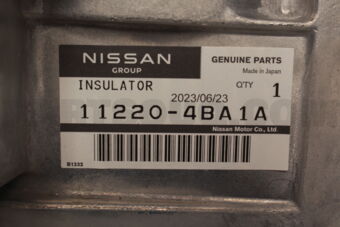 NISSAN
GROUP
GENUINE PARTS
Made in Japan
INSULATOR
Q'TY
2023/06/23
1
11220-4BA1A
Nissan Motor Co., Ltd.
B1333